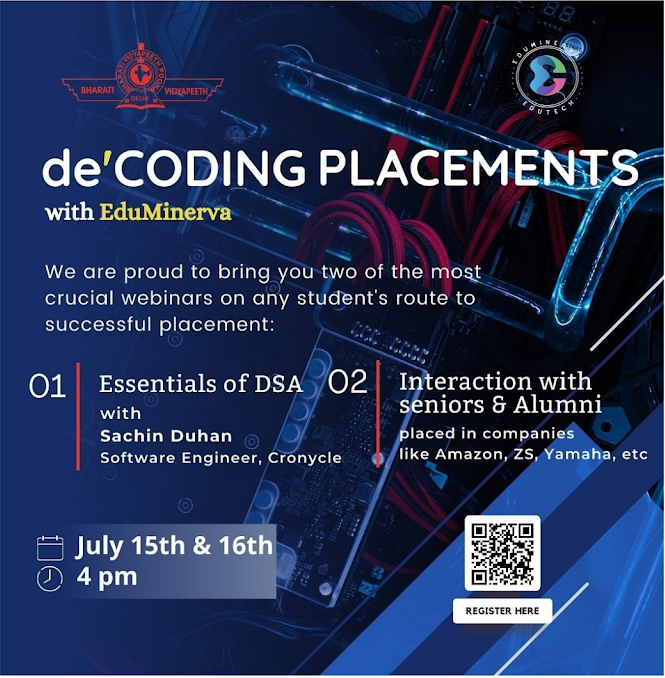 BHARATI VIDYAPEETH
DELHI
EDUMINERVA
EDUTECH
de'CODING PLACEMENTS
with EduMinerva
We are proud to bring you two of the most
crucial webinars on any student's route to
successful placement:
01
Essentials of DSA
with
Sachin Duhan
Software Engineer, Cronycle
02
Interaction with
seniors & Alumni
placed in companies
like Amazon, ZS, Yamaha, etc
July 15th & 16th
4 pm
REGISTER HERE